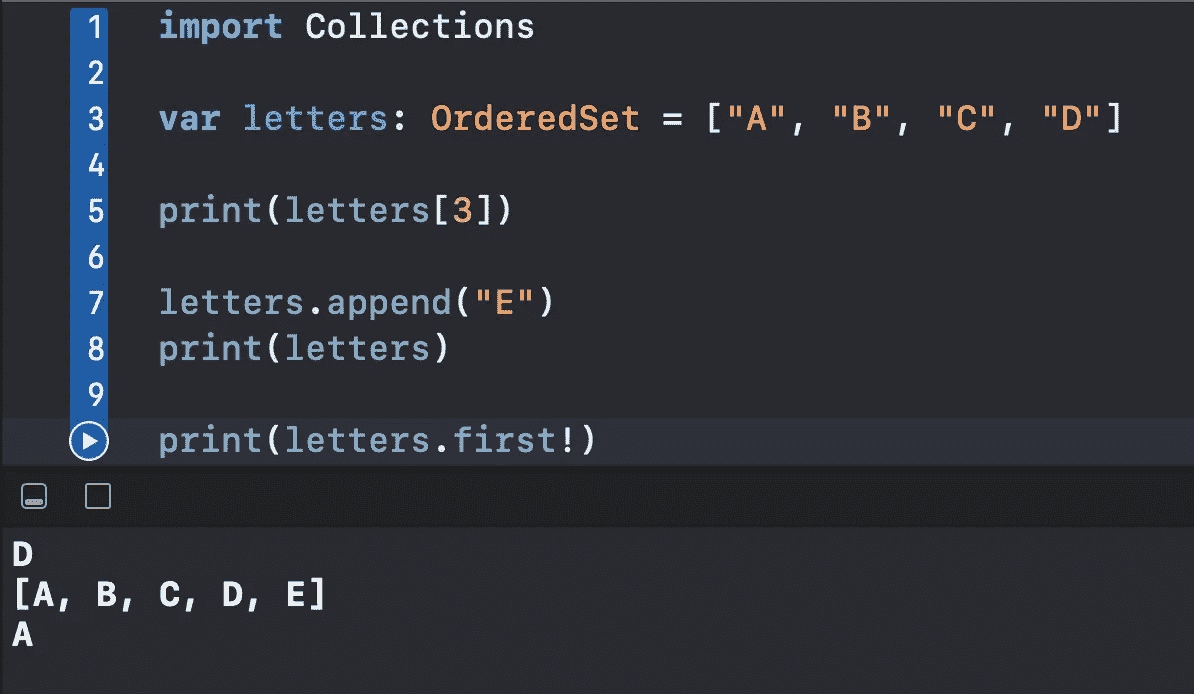 1 import Collections
2
3 var letters: OrderedSet = ["A", "B", "C", "D"]
4
5 print(letters[3])
6
7 letters.append("E")
8 print(letters)
9
print(letters.first!)
D
[A, B, C, D, E]
A